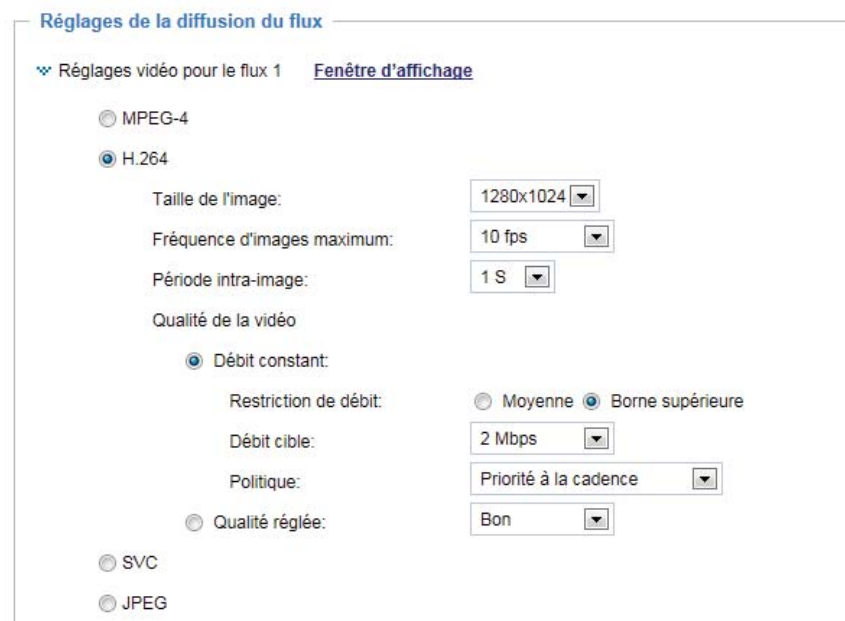 Réglages de la diffusion du flux
Réglages vidéo pour le flux 1 Fenêtre d'affichage
MPEG-4
H.264
Taille de l'image: 1280x1024
Fréquence d'images maximum: 10 fps
Période intra-image: 1 S
Qualité de la vidéo
Débit constant:
Restriction de débit: Moyenne Borne supérieure
Débit cible: 2 Mbps
Politique: Priorité à la cadence
Qualité réglée: Bon
SVC
JPEG